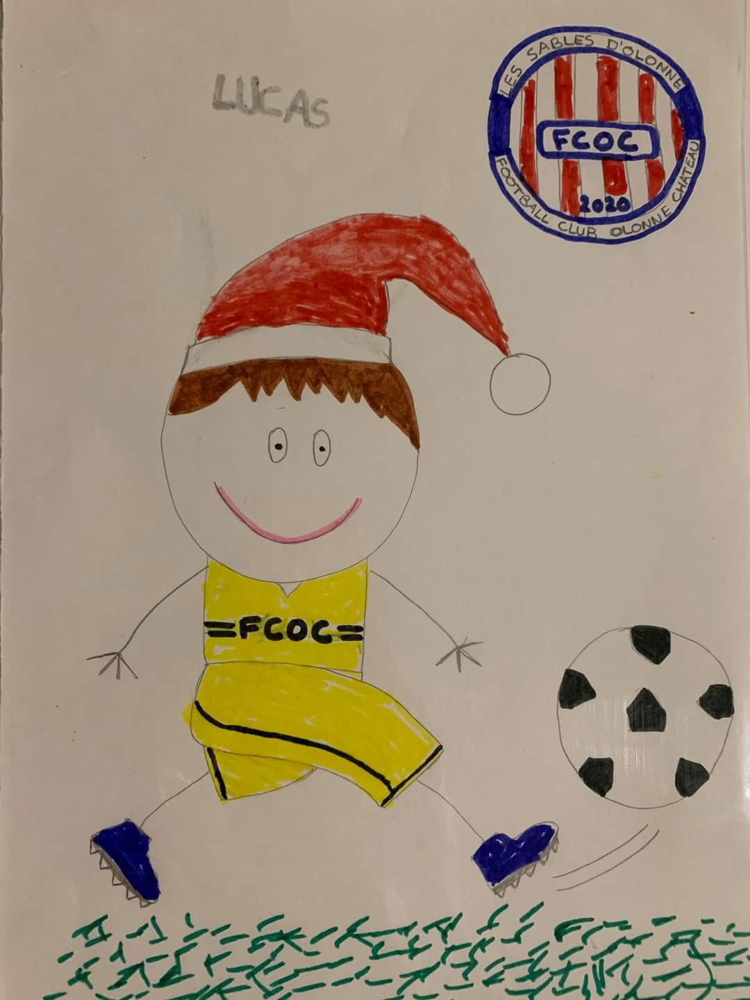 LUCAS
LES SABLES D'OLONNE
FCOC
2020
FOOTBALL CLUB OLONNE CHATEAU
=FCOC=